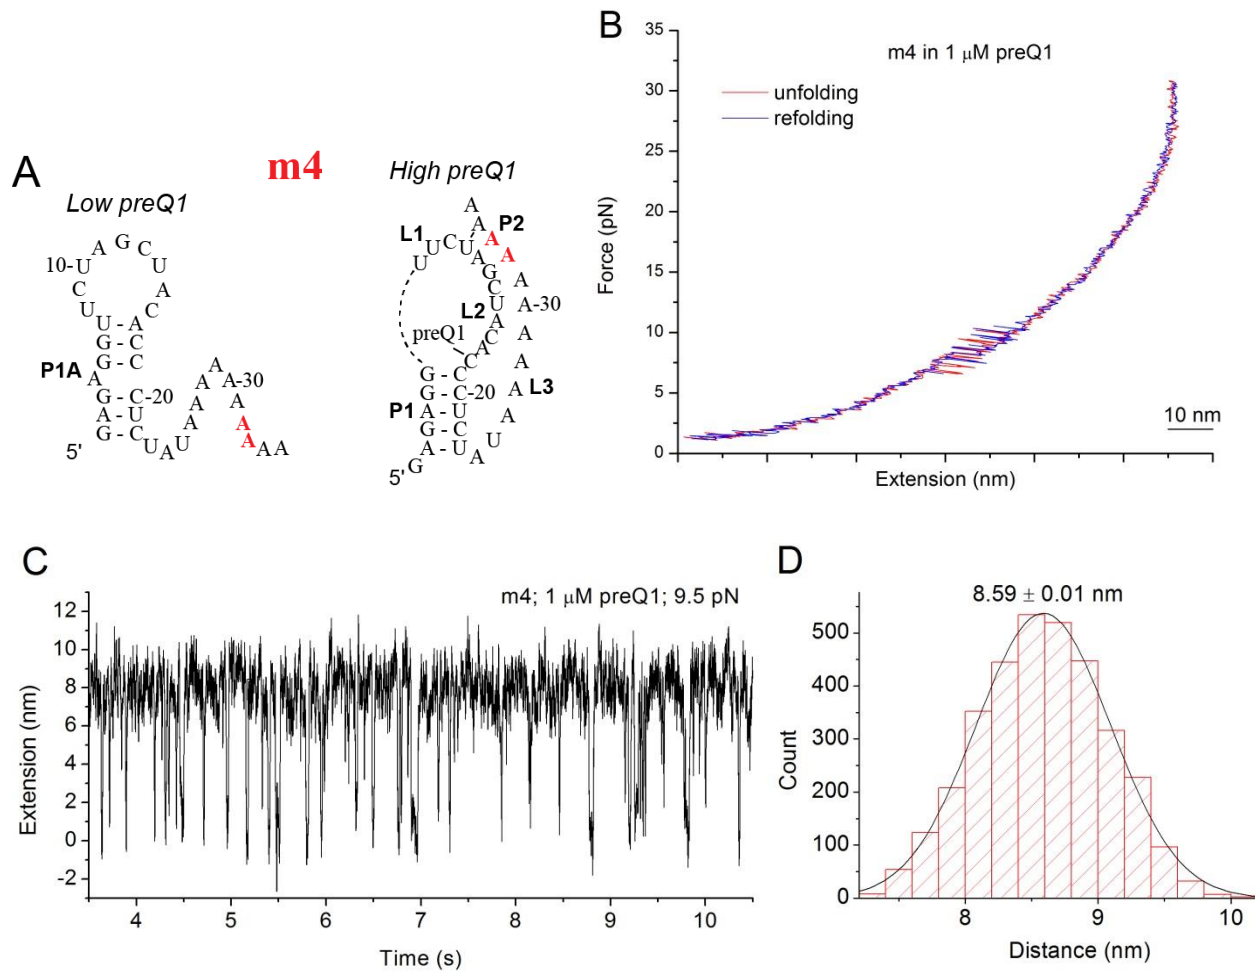 A
m4
Low preQ1
High preQ1
A G C
10-U U U
C A
U C
U - A
G - C
G - C
P1A A
G - C -20
A - U
G - C
5'
U A U A A A A A-30
A
A
A A A
A
A A P2
L1 U U C U A
A
A G A
C A-30
L2 U A
preQ1 A A
C A
C A
G - C A L3
G - C -20
P1 A - U A
G - C U
A - U A
5' G
B
m4 in 1 μM preQ1
unfolding
refolding
35
30
25
20
15
10
5
0
Force (pN)
10 nm
Extension (nm)
C
m4; 1 μM preQ1; 9.5 pN
12
10
8
6
4
2
0
-2
Extension (nm)
4 5 6 7 8 9 10
Time (s)
D
8.59 ± 0.01 nm
500
400
300
200
100
0
Count
8 9 10
Distance (nm)